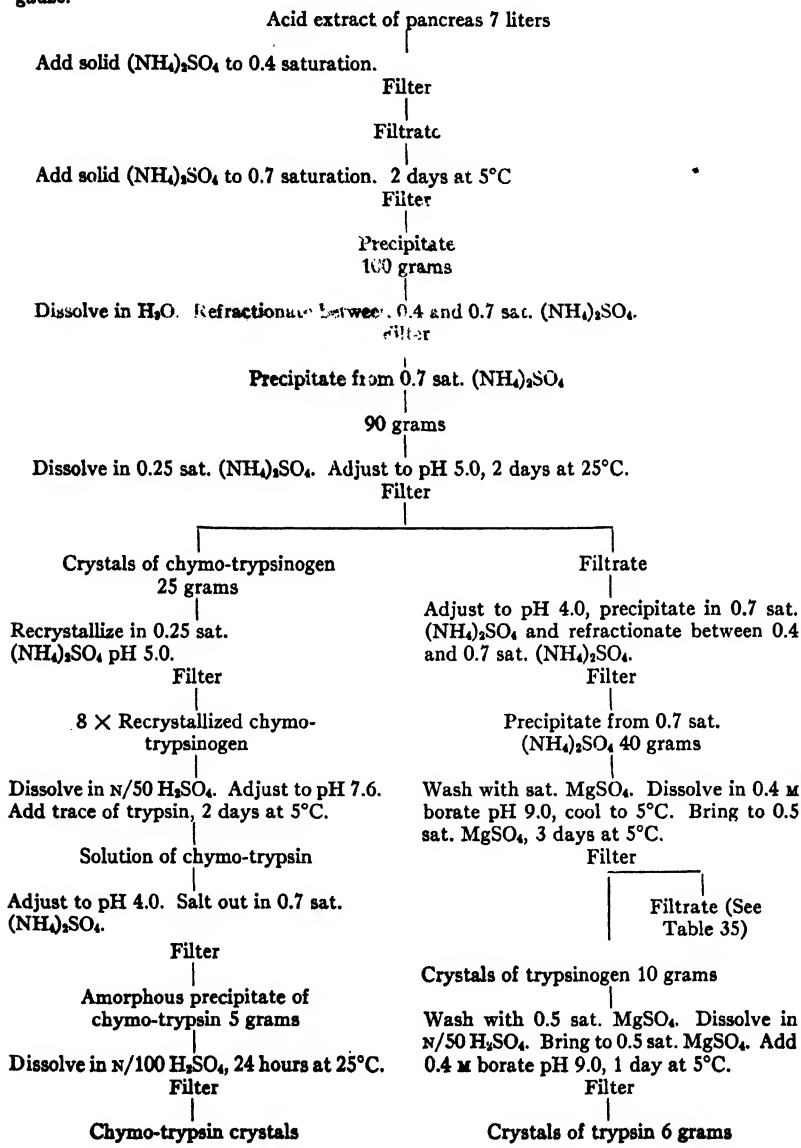 Acid extract of pancreas 7 liters
Add solid (NH₄)₂SO₄ to 0.4 saturation.
Filter
Filtrate
Add solid (NH₄)₂SO₄ to 0.7 saturation. 2 days at 5°C
Filter
Precipitate
100 grams
Dissolve in H₂O. Refractionate between 0.4 and 0.7 sat. (NH₄)₂SO₄.
Filter
Precipitate from 0.7 sat. (NH₄)₂SO₄
90 grams
Dissolve in 0.25 sat. (NH₄)₂SO₄. Adjust to pH 5.0, 2 days at 25°C.
Filter
Crystals of chymo-trypsinogen
25 grams
Recrystallize in 0.25 sat.
(NH₄)₂SO₄ pH 5.0.
Filter
8 × Recrystallized chymo-
trypsinogen
Dissolve in N/50 H₂SO₄. Adjust to pH 7.6.
Add trace of trypsin, 2 days at 5°C.
Solution of chymo-trypsin
Adjust to pH 4.0. Salt out in 0.7 sat.
(NH₄)₂SO₄.
Filter
Amorphous precipitate of
chymo-trypsin 5 grams
Dissolve in N/100 H₂SO₄, 24 hours at 25°C.
Filter
Chymo-trypsin crystals
Filtrate
Adjust to pH 4.0, precipitate in 0.7 sat.
(NH₄)₂SO₄ and refractionate between 0.4
and 0.7 sat. (NH₄)₂SO₄.
Filter
Precipitate from 0.7 sat.
(NH₄)₂SO₄ 40 grams
Wash with sat. MgSO₄. Dissolve in 0.4 M
borate pH 9.0, cool to 5°C. Bring to 0.5
sat. MgSO₄, 3 days at 5°C.
Filter
Filtrate (See
Table 35)
Crystals of trypsinogen 10 grams
Wash with 0.5 sat. MgSO₄. Dissolve in
N/50 H₂SO₄. Bring to 0.5 sat. MgSO₄. Add
0.4 M borate pH 9.0, 1 day at 5°C.
Filter
Crystals of trypsin 6 grams